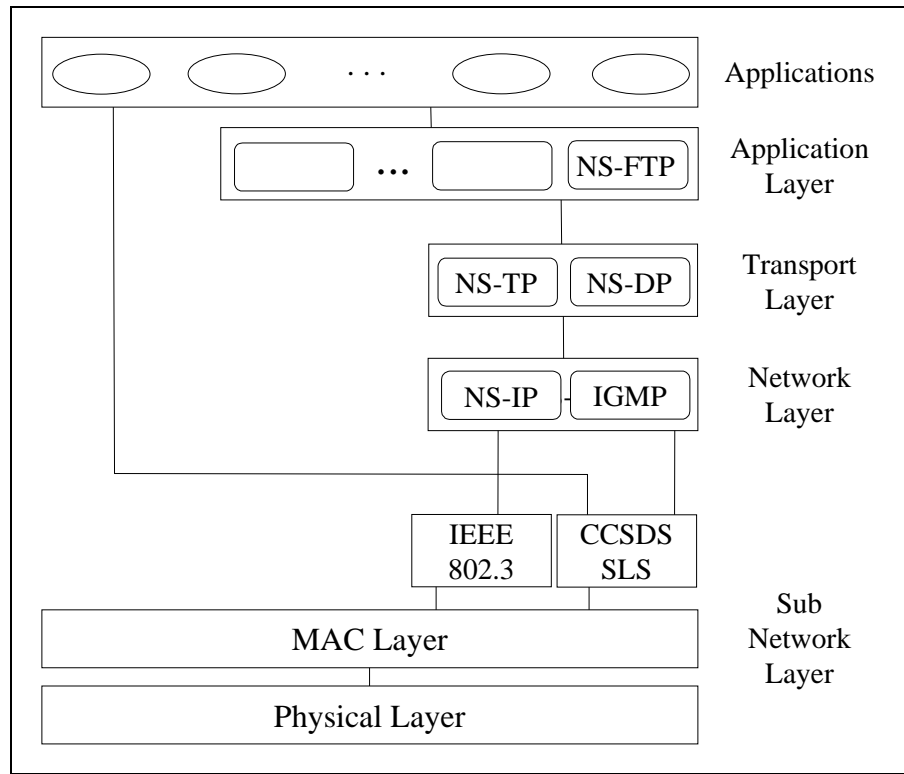 . . .
Applications
...
NS-FTP
Application
Layer
NS-TP
NS-DP
Transport
Layer
NS-IP
-
IGMP
Network
Layer
IEEE
802.3
CCSDS
SLS
MAC Layer
Sub
Network
Layer
Physical Layer